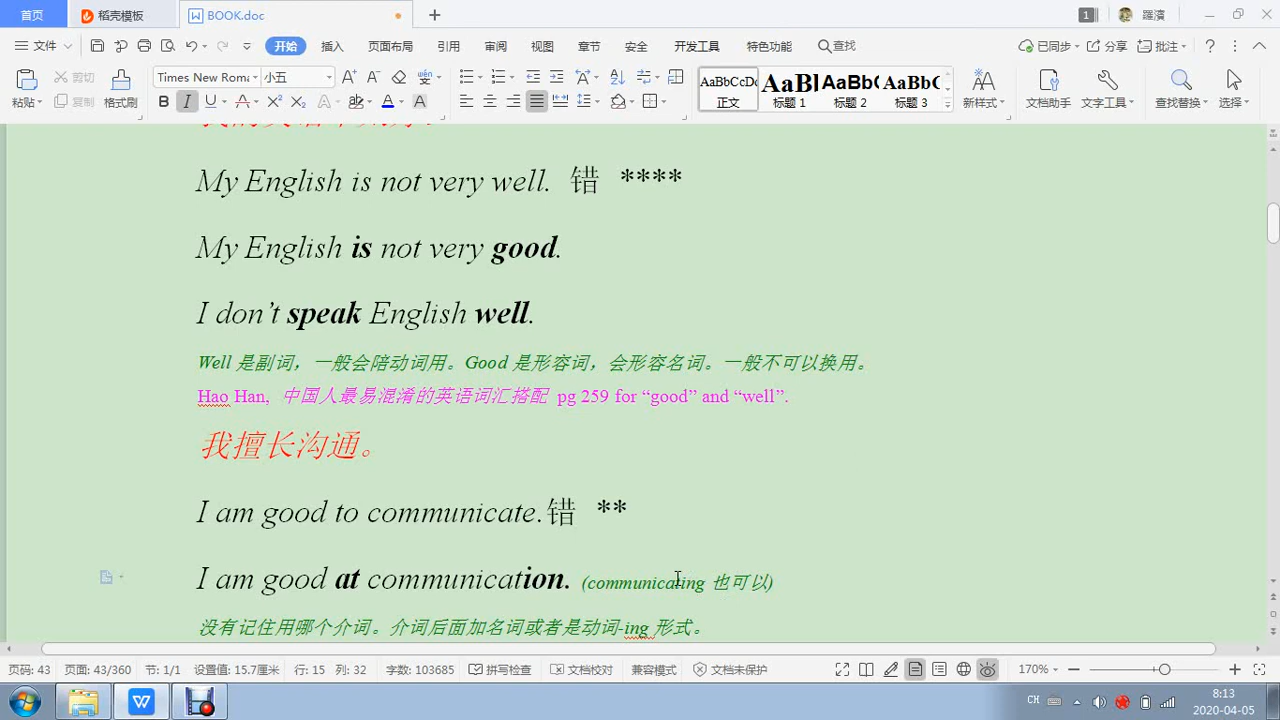 首页 稻壳模板 BOOK.doc 1
文件 开始 插入 页面布局 引用 审阅 视图 章节 安全 开发工具 特色功能 查找 已同步 分享 批注
粘贴 剪切 复制 格式刷 Times New Roma 小五 AaBbCcDd 正文 AaBb 标题 1 AaBbC 标题 2 AaBbC 标题 3 新样式 文档助手 文字工具 查找替换 选择
My English is not very well. 错 ****
My English is not very good.
I don’t speak English well.
Well 是副词，一般会陪动词用。Good 是形容词，会形容名词。一般不可以换用。
Hao Han, 中国人最易混淆的英语词汇搭配 pg 259 for “good” and “well”.
我擅长沟通。
I am good to communicate.错 **
I am good at communication. (communicating 也可以)
没有记住用哪个介词。介词后面加名词或者是动词-ing 形式。
页码: 43 页面: 43/360 节: 1/1 设置值: 15.7厘米 行: 15 列: 32 字数: 103685 拼写检查 文档校对 兼容模式 文档未保护 170%
CH 8:13
2020-04-05